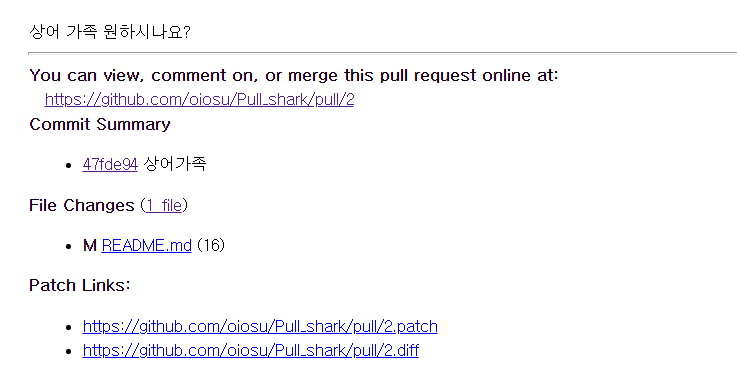 상어 가족 원하시나요?
You can view, comment on, or merge this pull request online at:
https://github.com/oiosu/Pull_shark/pull/2
Commit Summary
47fde94 상어가족
File Changes (1 file)
M README.md (16)
Patch Links:
https://github.com/oiosu/Pull_shark/pull/2.patch
https://github.com/oiosu/Pull_shark/pull/2.diff